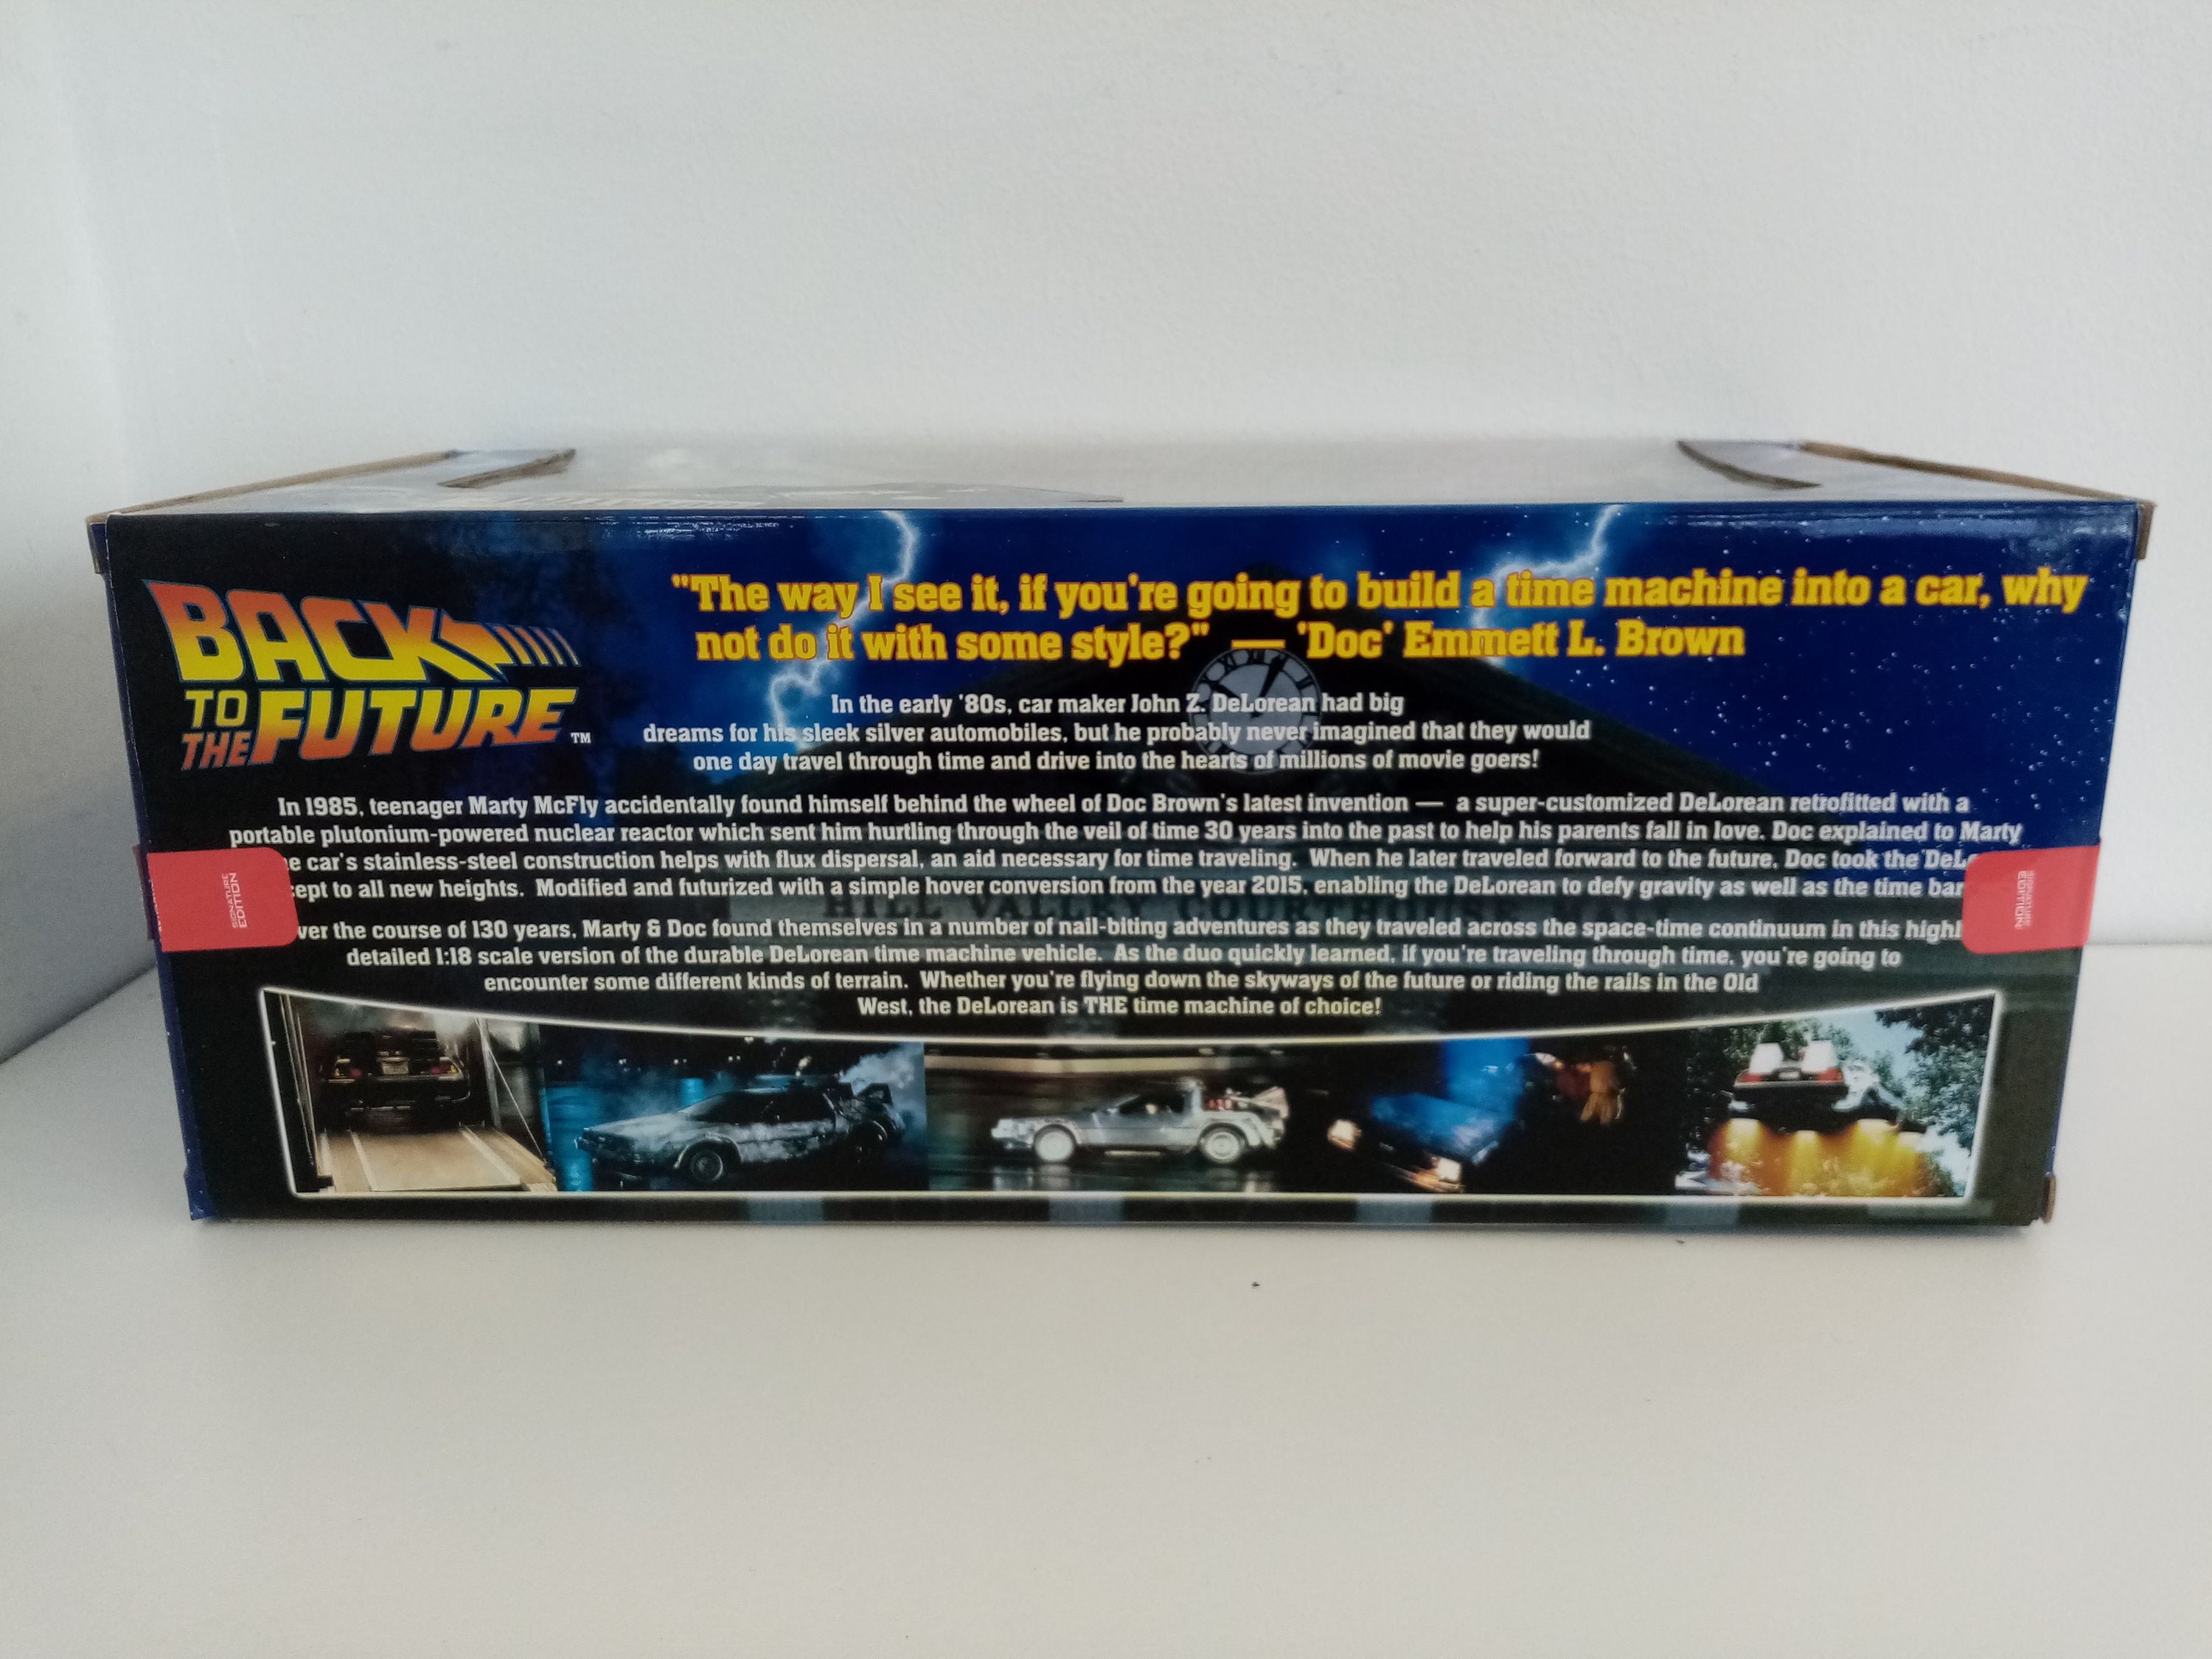 BACK
TO THE FUTURE ™
"The way I see it, if you're going to build a time machine into a car, why
not do it with some style?" — 'Doc' Emmett L. Brown
In the early '80s, car maker John Z. DeLorean had big
dreams for his sleek silver automobiles, but he probably never imagined that they would
one day travel through time and drive into the hearts of millions of movie goers!
In 1985, teenager Marty McFly accidentally found himself behind the wheel of Doc Brown's latest invention — a super-customized DeLorean retrofitted with a
portable plutonium-powered nuclear reactor which sent him hurtling through the veil of time 30 years into the past to help his parents fall in love. Doc explained to Marty
car's stainless-steel construction helps with flux dispersal, an aid necessary for time traveling. When he later traveled forward to the future, Doc took the
to all new heights. Modified and futurized with a simple hover conversion from the year 2015, enabling the DeLorean to defy gravity as well as the time
the course of 130 years, Marty & Doc found themselves in a number of nail-biting adventures as they traveled across the space-time continuum in this
detailed 1:18 scale version of the durable DeLorean time machine vehicle. As the duo quickly learned, if you're traveling through time, you're going to
encounter some different kinds of terrain. Whether you're flying down the skyways of the future or riding the rails in the Old
West, the DeLorean is THE time machine of choice!
SIGNATURE
EDITION
SIGNATURE
EDITION
HILL VALLEY COURTHOUSE